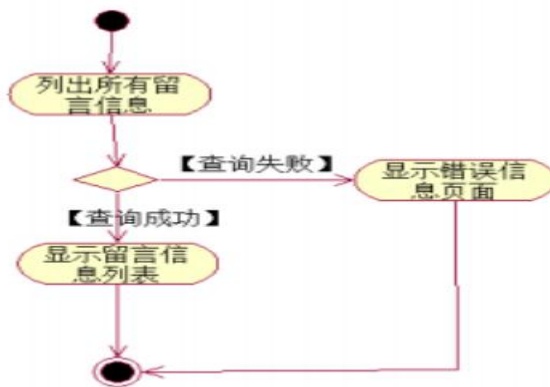 列出所有留
言信息
【查询失败】
显示错误信
息页面
【查询成功】
显示留言信
息列表